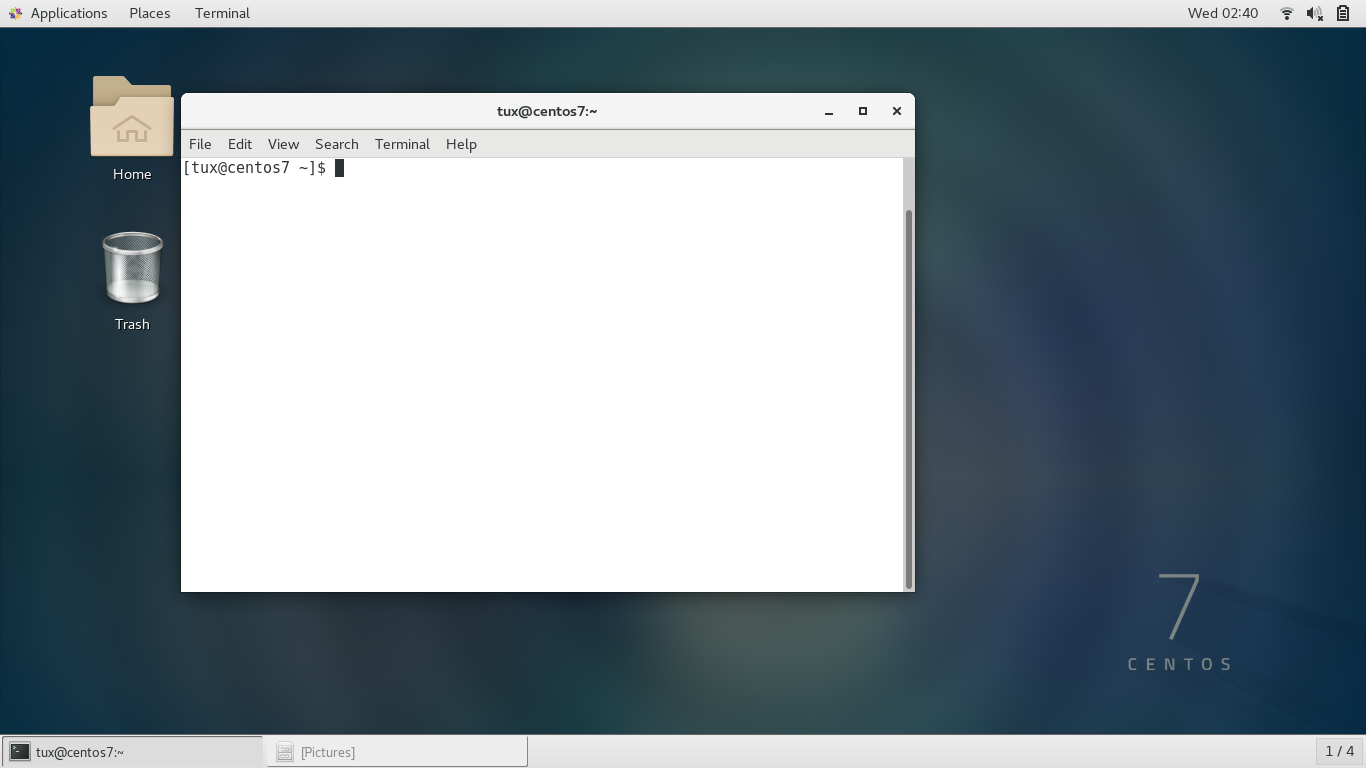 Applications Places Terminal Wed 02:40
Home
Trash
tux@centos7:~
File Edit View Search Terminal Help
[tux@centos7 ~]$
7
CENTOS
tux@centos7:~ [Pictures] 1 / 4